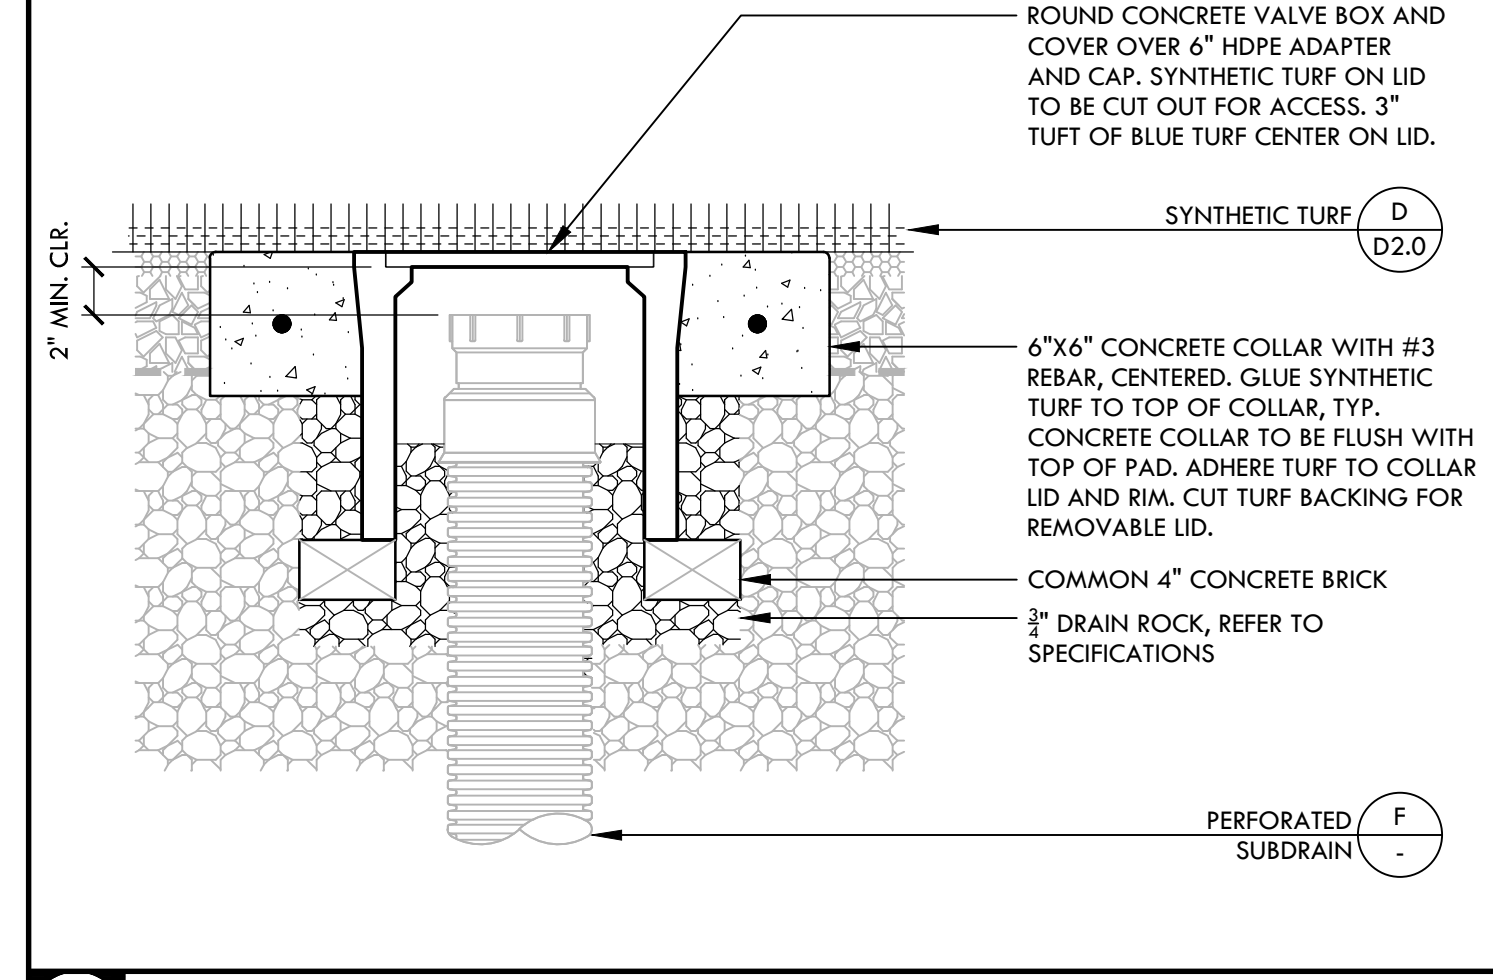 ROUND CONCRETE VALVE BOX AND
COVER OVER 6" HDPE ADAPTER
AND CAP. SYNTHETIC TURF ON LID
TO BE CUT OUT FOR ACCESS. 3"
TUFT OF BLUE TURF CENTER ON LID.
2" MIN. CLR.
SYNTHETIC TURF
D
D2.0
6"X6" CONCRETE COLLAR WITH #3
REBAR, CENTERED. GLUE SYNTHETIC
TURF TO TOP OF COLLAR, TYP.
CONCRETE COLLAR TO BE FLUSH WITH
TOP OF PAD. ADHERE TURF TO COLLAR
LID AND RIM. CUT TURF BACKING FOR
REMOVABLE LID.
COMMON 4" CONCRETE BRICK
3/4" DRAIN ROCK, REFER TO
SPECIFICATIONS
PERFORATED
SUBDRAIN
F
-